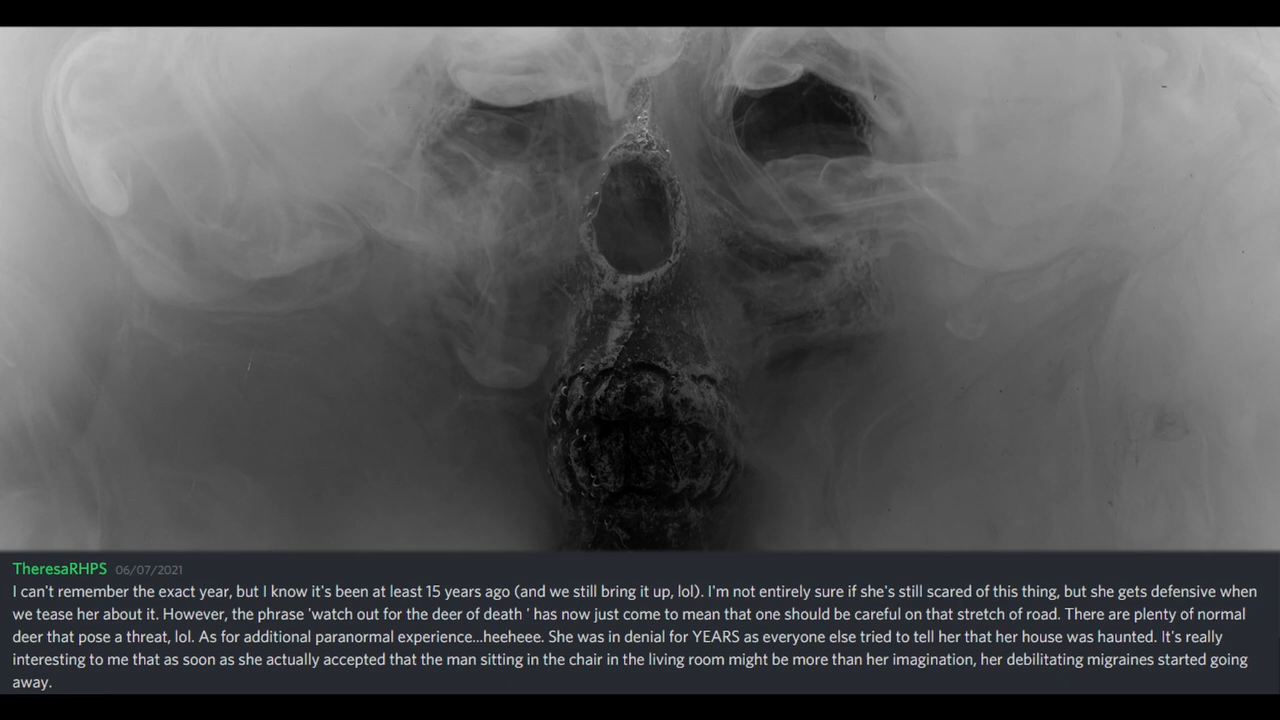 TheresaRHPS 06/07/2021
I can't remember the exact year, but I know it's been at least 15 years ago (and we still bring it up, lol). I'm not entirely sure if she's still scared of this thing, but she gets defensive when
we tease her about it. However, the phrase 'watch out for the deer of death ' has now just come to mean that one should be careful on that stretch of road. There are plenty of normal
deer that pose a threat, lol. As for additional paranormal experience...heeheee. She was in denial for YEARS as everyone else tried to tell her that her house was haunted. It's really
interesting to me that as soon as she actually accepted that the man sitting in the chair in the living room might be more than her imagination, her debilitating migraines started going
away.